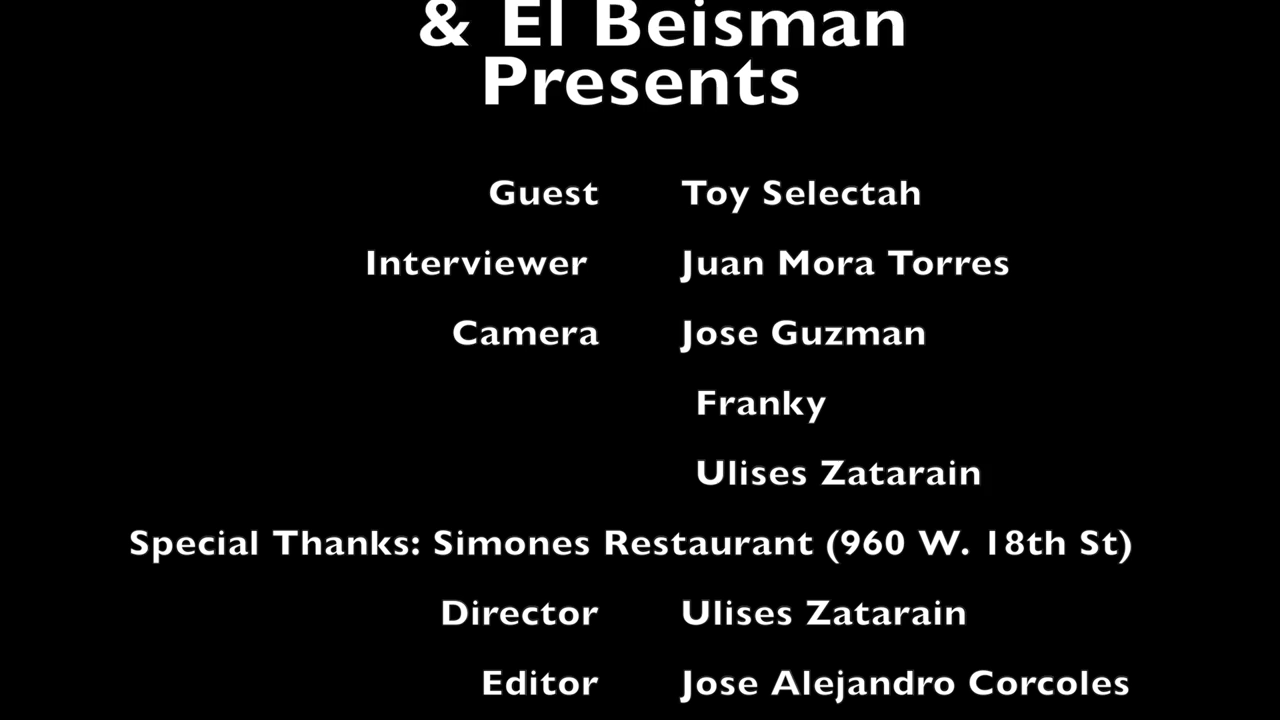 & El Beisman
Presents
Guest Toy Selectah
Interviewer Juan Mora Torres
Camera Jose Guzman
Franky
Ulises Zatarain
Special Thanks: Simones Restaurant (960 W. 18th St)
Director Ulises Zatarain
Editor Jose Alejandro Corcoles